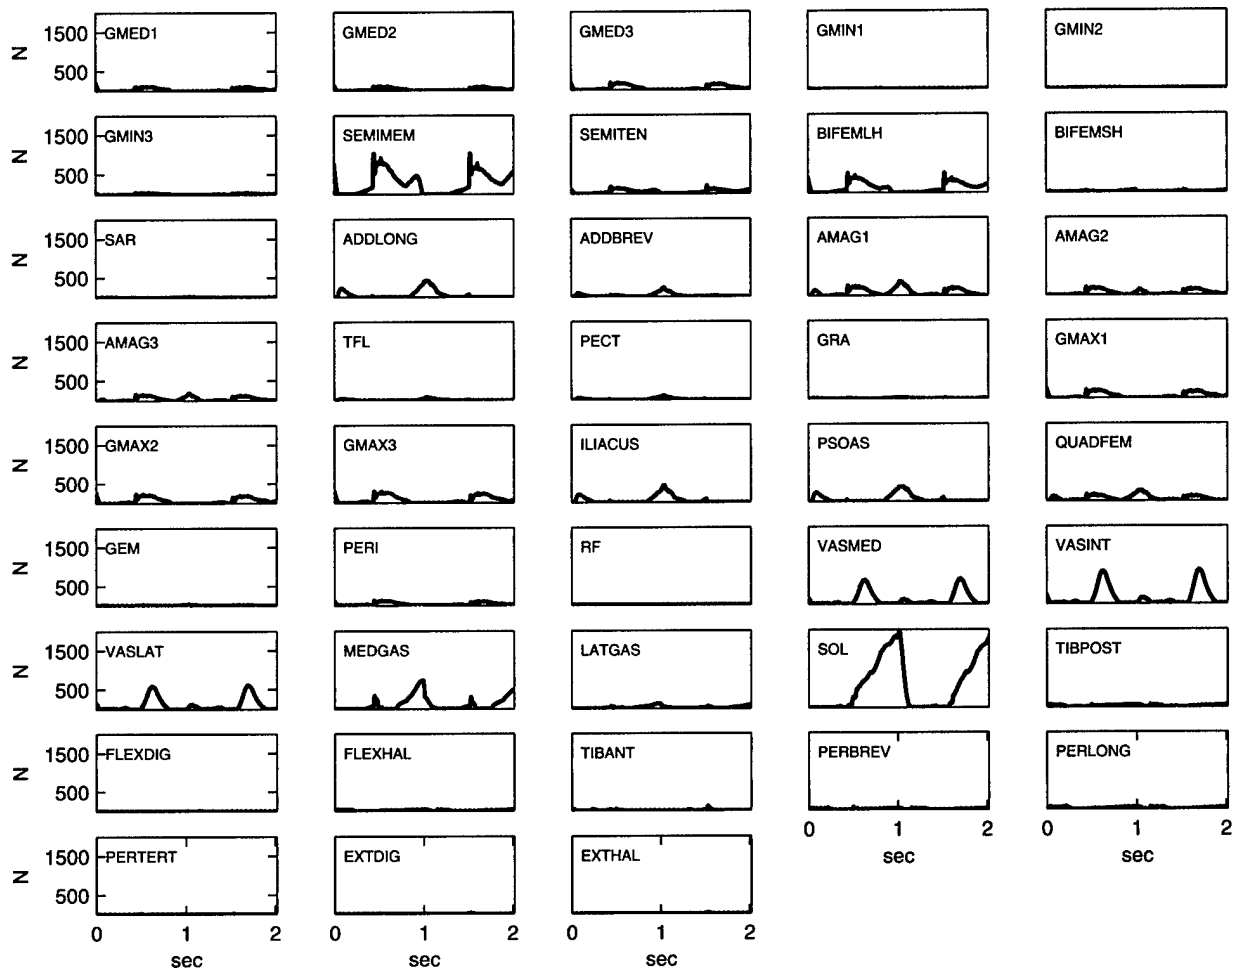 N 1500 500 GMED1 GMED2 GMED3 GMIN1 GMIN2
N 1500 500 GMIN3 SEMIMEM SEMITEN BIFEMLH BIFEMSH
N 1500 500 SAR ADDLONG ADDBREV AMAG1 AMAG2
N 1500 500 AMAG3 TFL PECT GRA GMAX1
N 1500 500 GMAX2 GMAX3 ILIACUS PSOAS QUADFEM
N 1500 500 GEM PERI RF VASMED VASINT
N 1500 500 VASLAT MEDGAS LATGAS SOL TIBPOST
N 1500 500 FLEXDIG FLEXHAL TIBANT PERBREV PERLONG
0 1 2 0 1 2
sec sec
N 1500 500 PERTERT EXTDIG EXTHAL
0 1 2 0 1 2 0 1 2
sec sec sec